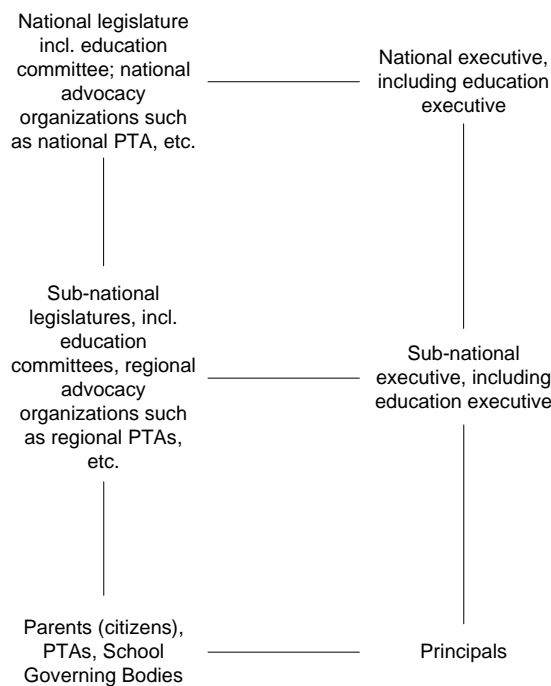 National legislature
incl. education
committee; national
advocacy
organizations such
as national PTA, etc.
National executive,
including education
executive
Sub-national
legislatures, incl.
education
committees, regional
advocacy
organizations such
as regional PTAs,
etc.
Sub-national
executive, including
education executive
Parents (citizens),
PTAs, School
Governing Bodies
Principals